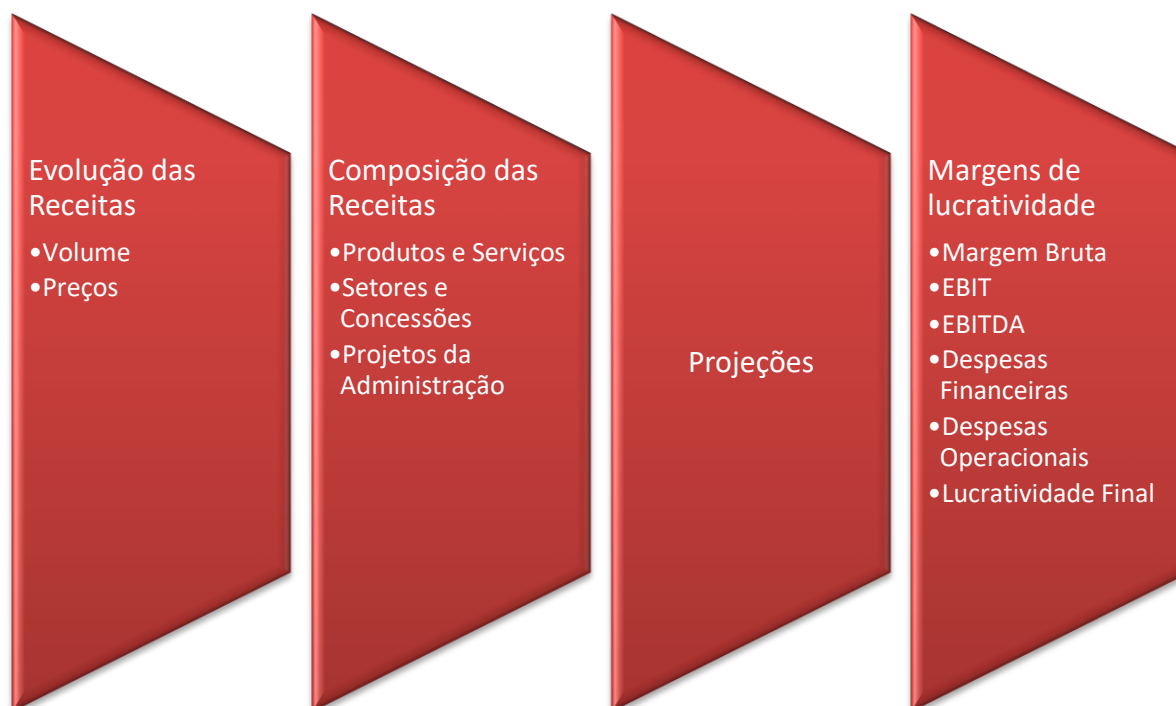 Evolução das
Receitas
•Volume
•Preços
Composição das
Receitas
•Produtos e Serviços
•Setores e
Concessões
•Projetos da
Administração
Projeções
Margens de
lucratividade
•Margem Bruta
•EBIT
•EBITDA
•Despesas
Financeiras
•Despesas
Operacionais
•Lucratividade Final